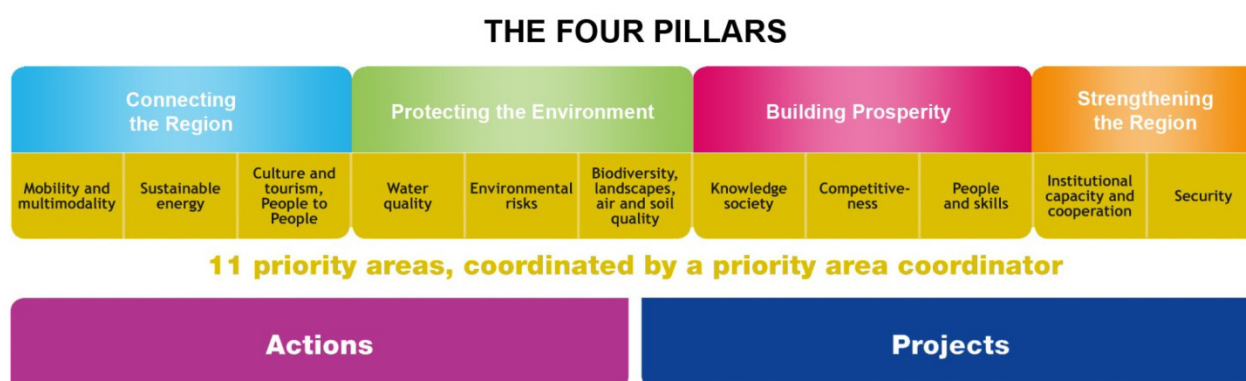 THE FOUR PILLARS
Connecting
the Region
Protecting the Environment
Building Prosperity
Strengthening
the Region
Mobility and
multimodality
Sustainable
energy
Culture and
tourism,
People to
People
Water
quality
Environmental
risks
Biodiversity,
landscapes,
air and soil
quality
Knowledge
society
Competitive-
ness
People
and skills
Institutional
capacity and
cooperation
Security
11 priority areas, coordinated by a priority area coordinator
Actions
Projects